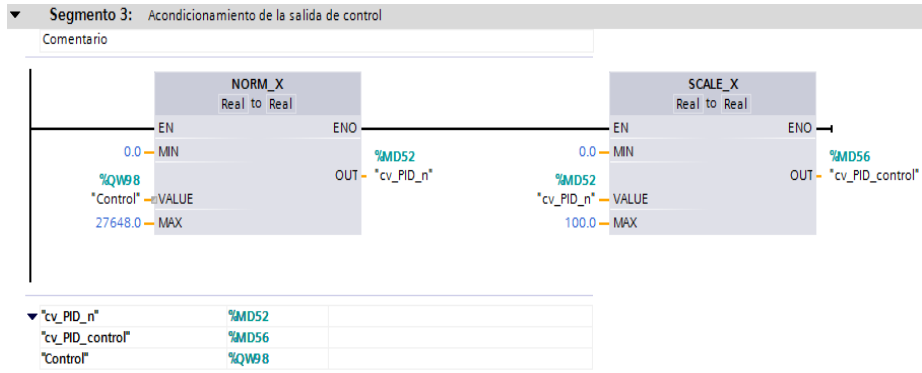 Segmento 3: Acondicionamiento de la salida de control
Comentario
NORM_X
Real to Real
EN ENO
0.0 MIN
%MD52
OUT "cv_PID_n"
%QW98
"Control" VALUE
27648.0 MAX
SCALE_X
Real to Real
EN ENO
0.0 MIN
%MD56
OUT "cv_PID_control"
%MD52
"cv_PID_n" VALUE
100.0 MAX
"cv_PID_n" %MD52
"cv_PID_control" %MD56
"Control" %QW98